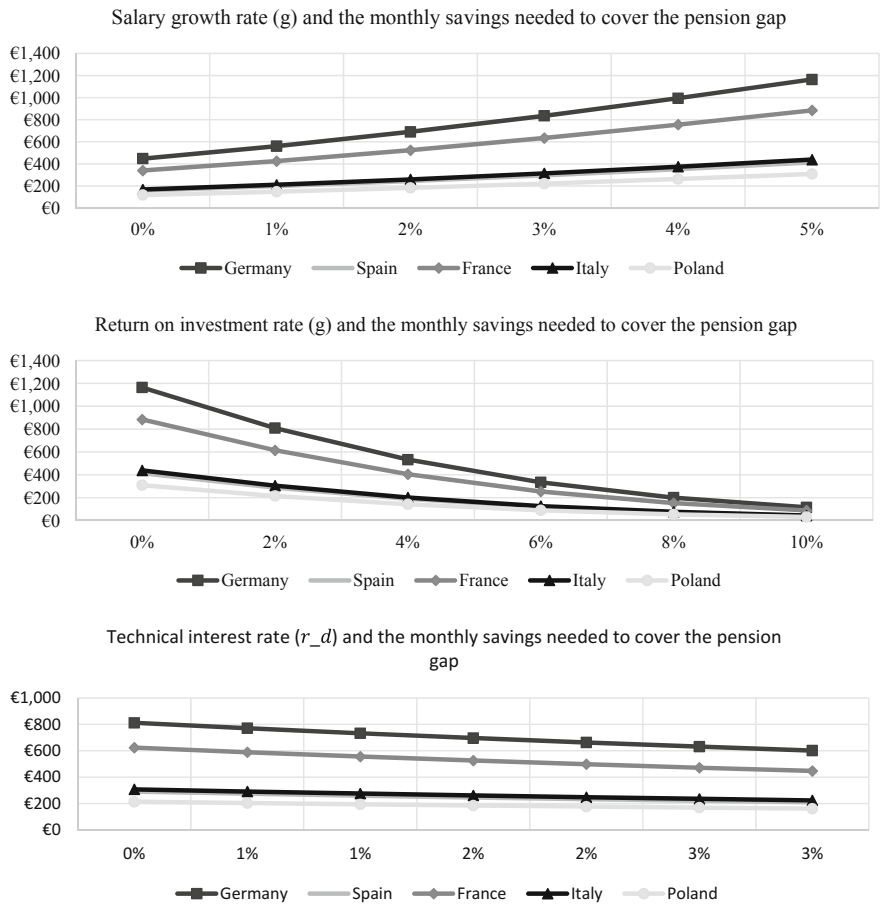 Salary growth rate (g) and the monthly savings needed to cover the pension gap
€1,400
€1,200
€1,000
€800
€600
€400
€200
€0
0% 1% 2% 3% 4% 5%
Germany Spain France Italy Poland
Return on investment rate (g) and the monthly savings needed to cover the pension gap
€1,400
€1,200
€1,000
€800
€600
€400
€200
€0
0% 2% 4% 6% 8% 10%
Germany Spain France Italy Poland
Technical interest rate (r_d) and the monthly savings needed to cover the pension
gap
€1,000
€800
€600
€400
€200
€0
0% 1% 1% 2% 2% 3% 3%
Germany Spain France Italy Poland